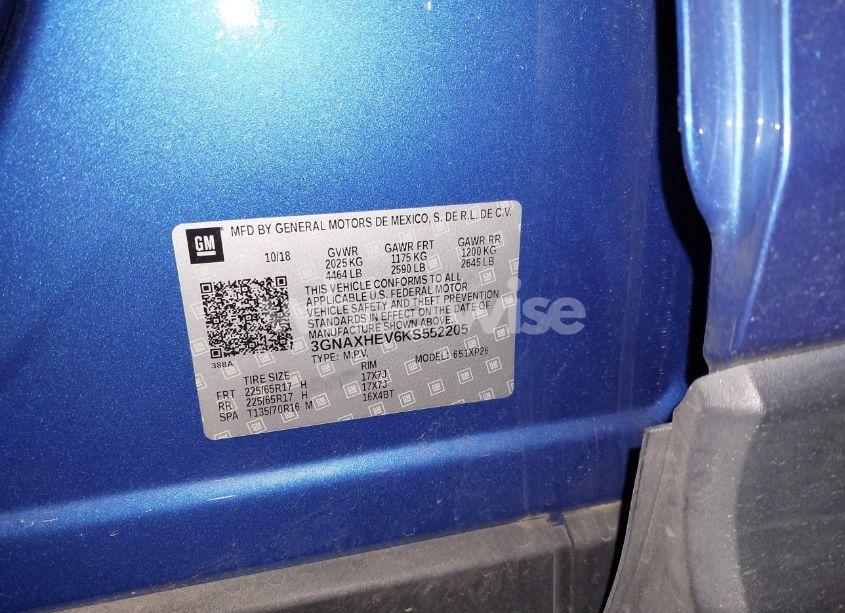 GM
MFD BY GENERAL MOTORS DE MEXICO, S. DE R.L. DE C.V.
10/18 GVWR GAWR FRT GAWR RR
2025 KG 1175 KG 1200 KG
4464 LB 2590 LB 2645 LB
THIS VEHICLE CONFORMS TO ALL
APPLICABLE U.S. FEDERAL MOTOR
VEHICLE SAFETY AND THEFT PREVENTION
STANDARDS IN EFFECT ON THE DATE OF
MANUFACTURE SHOWN ABOVE.
3GNAXHEV6KS552205
388A TYPE: M.P.V. MODEL: 651XP26
TIRE SIZE RIM
FRT 225/65R17 H 17X7J
RR 225/65R17 H 17X7J
SPA T135/70R16 M 16X4BT